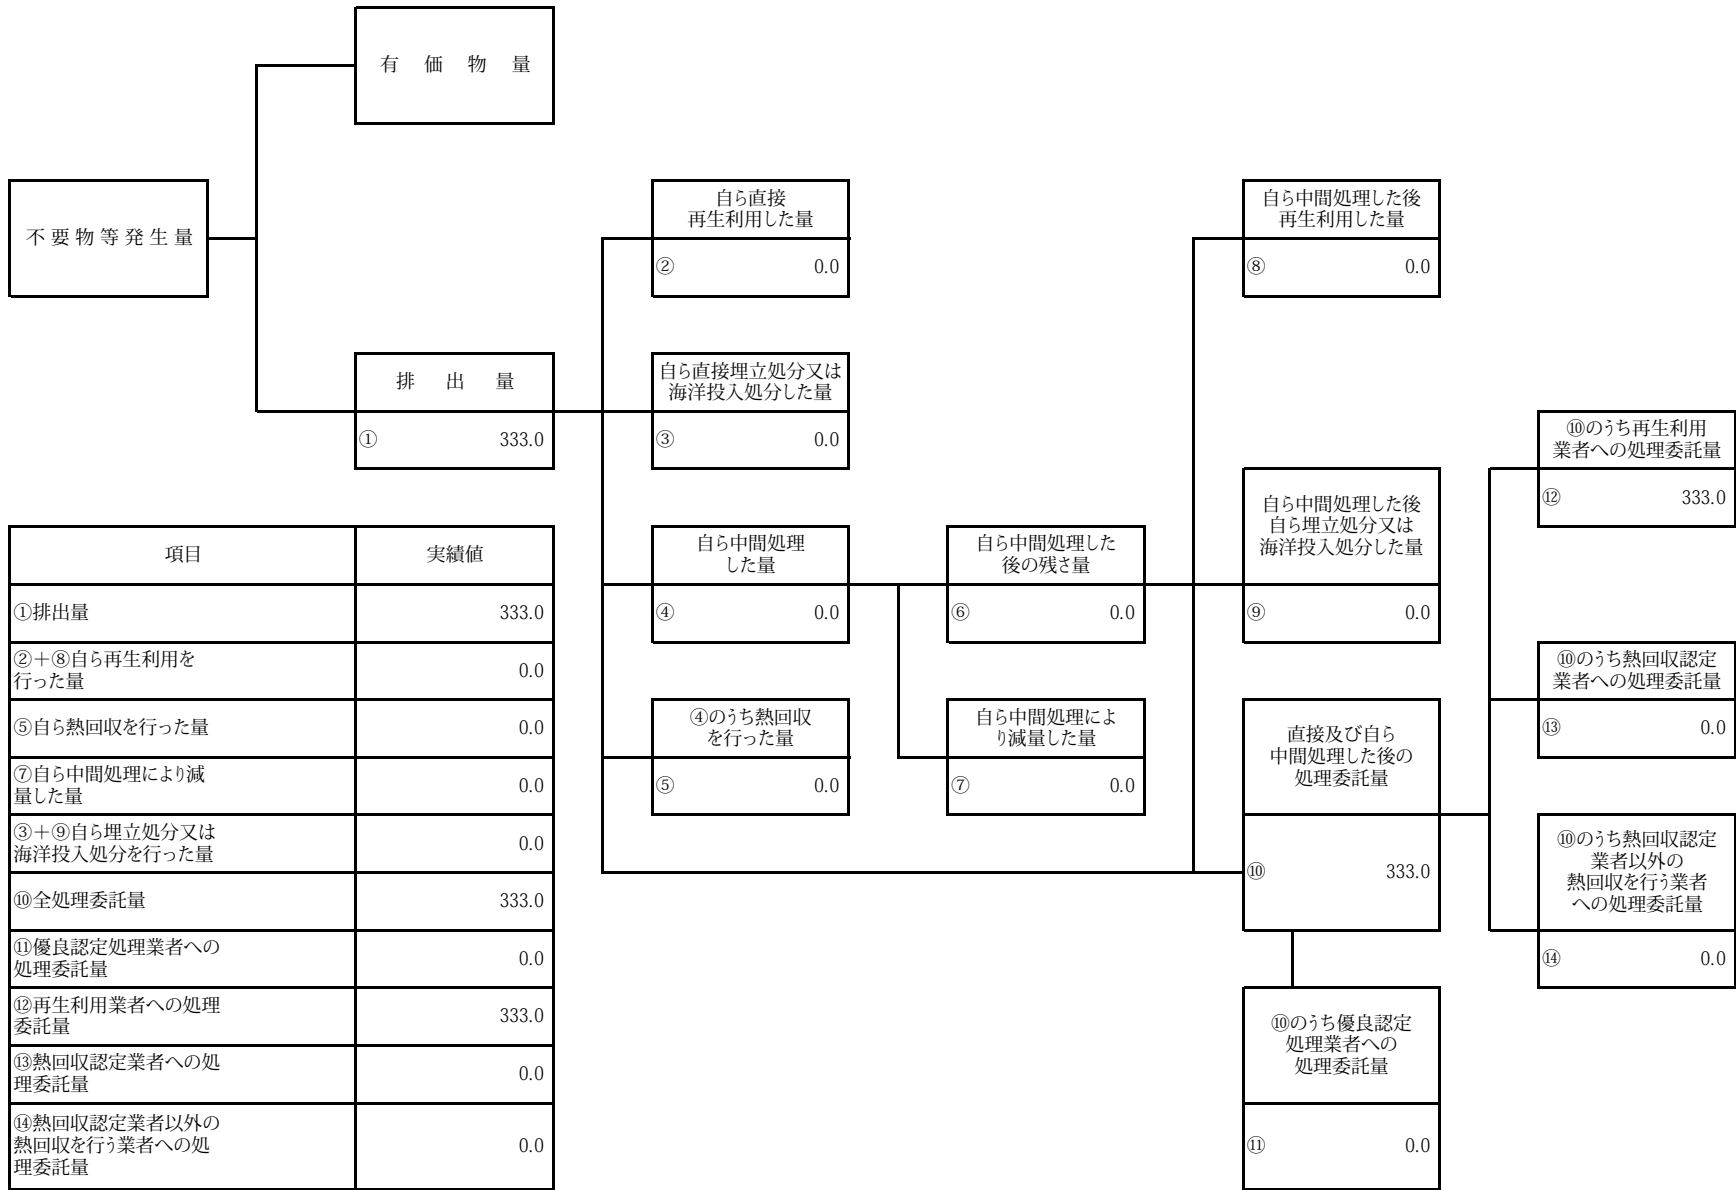 有 価 物 量
不要物等発生量
自ら直接
再生利用した量
② 0.0
自ら中間処理した後
再生利用した量
⑧ 0.0
排 出 量
① 333.0
自ら直接埋立処分又は
海洋投入処分した量
③ 0.0
⑩のうち再生利用
業者への処理委託量
⑫ 333.0
自ら中間処理
した量
④ 0.0
自ら中間処理した
後の残さ量
⑥ 0.0
自ら中間処理した後
自ら埋立処分又は
海洋投入処分した量
⑨ 0.0
⑩のうち熱回収認定
業者への処理委託量
⑬ 0.0
④のうち熱回収
を行った量
⑤ 0.0
自ら中間処理によ
り減量した量
⑦ 0.0
直接及び自ら
中間処理した後の
処理委託量
⑩ 333.0
⑩のうち熱回収認定
業者以外の
熱回収を行う業者
への処理委託量
⑭ 0.0
⑩のうち優良認定
処理業者への
処理委託量
⑪ 0.0
項目 実績値
①排出量 333.0
②＋⑧自ら再生利用を
行った量 0.0
⑤自ら熱回収を行った量 0.0
⑦自ら中間処理により減
量した量 0.0
③＋⑨自ら埋立処分又は
海洋投入処分を行った量 0.0
⑩全処理委託量 333.0
⑪優良認定処理業者への
処理委託量 0.0
⑫再生利用業者への処理
委託量 333.0
⑬熱回収認定業者への処
理委託量 0.0
⑭熱回収認定業者以外の
熱回収を行う業者への処
理委託量 0.0